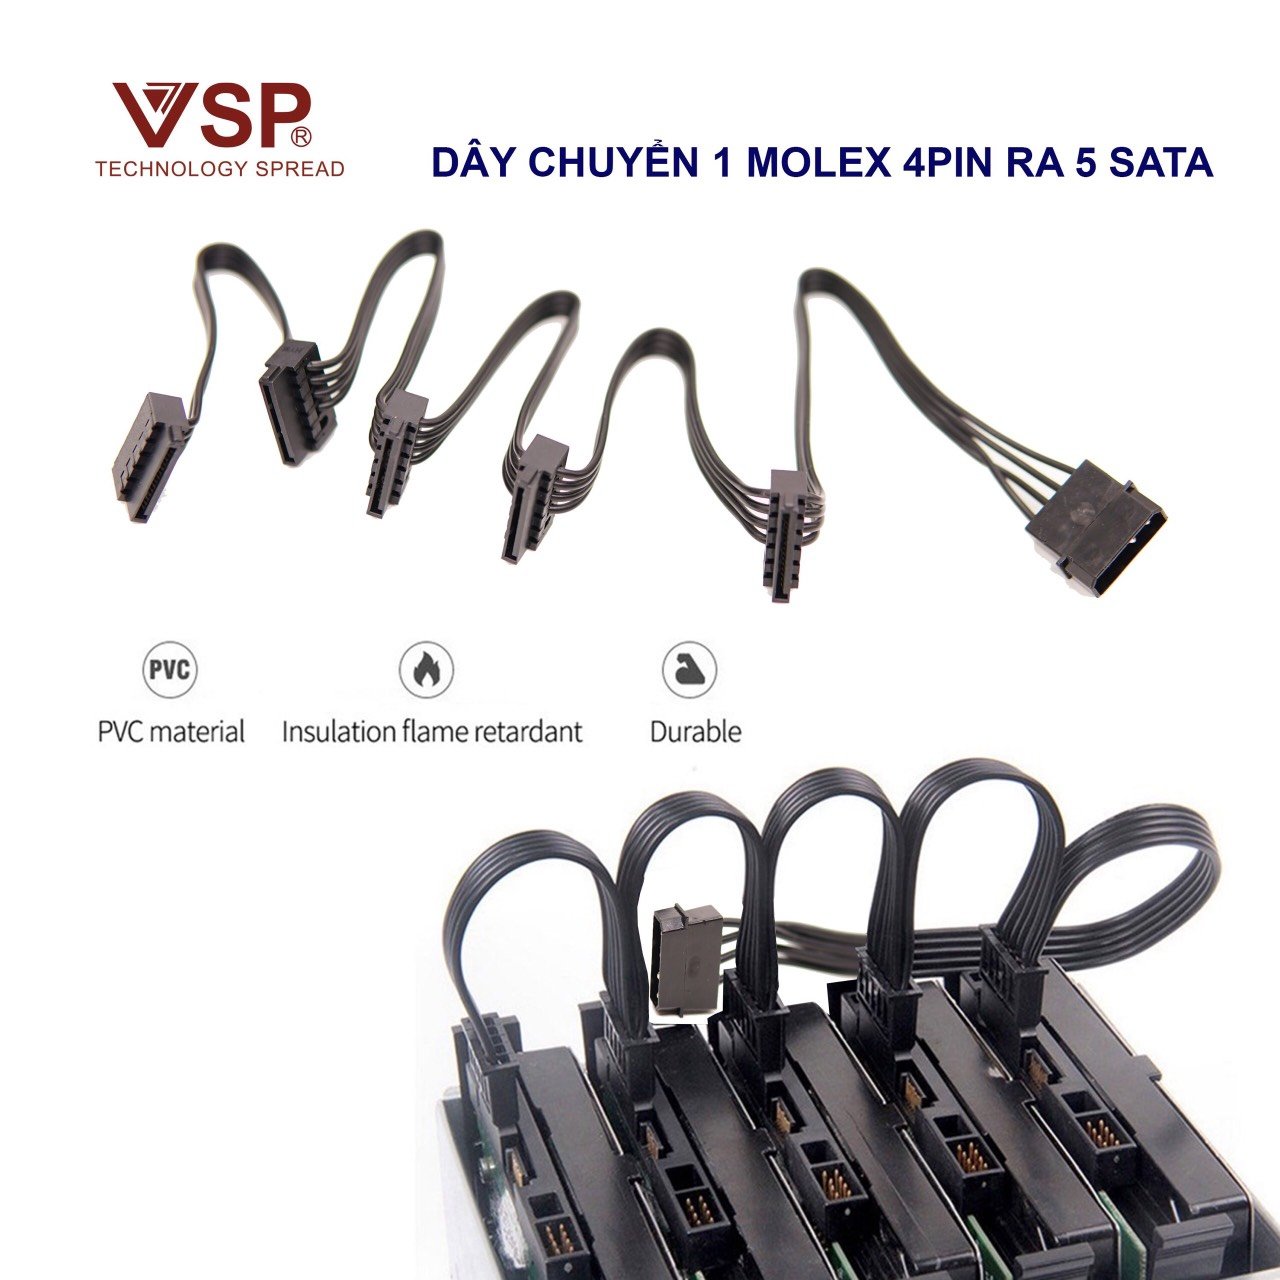 VSP®
TECHNOLOGY SPREAD
DÂY CHUYỂN 1 MOLEX 4PIN RA 5 SATA
PVC
PVC material
Insulation flame retardant
Durable